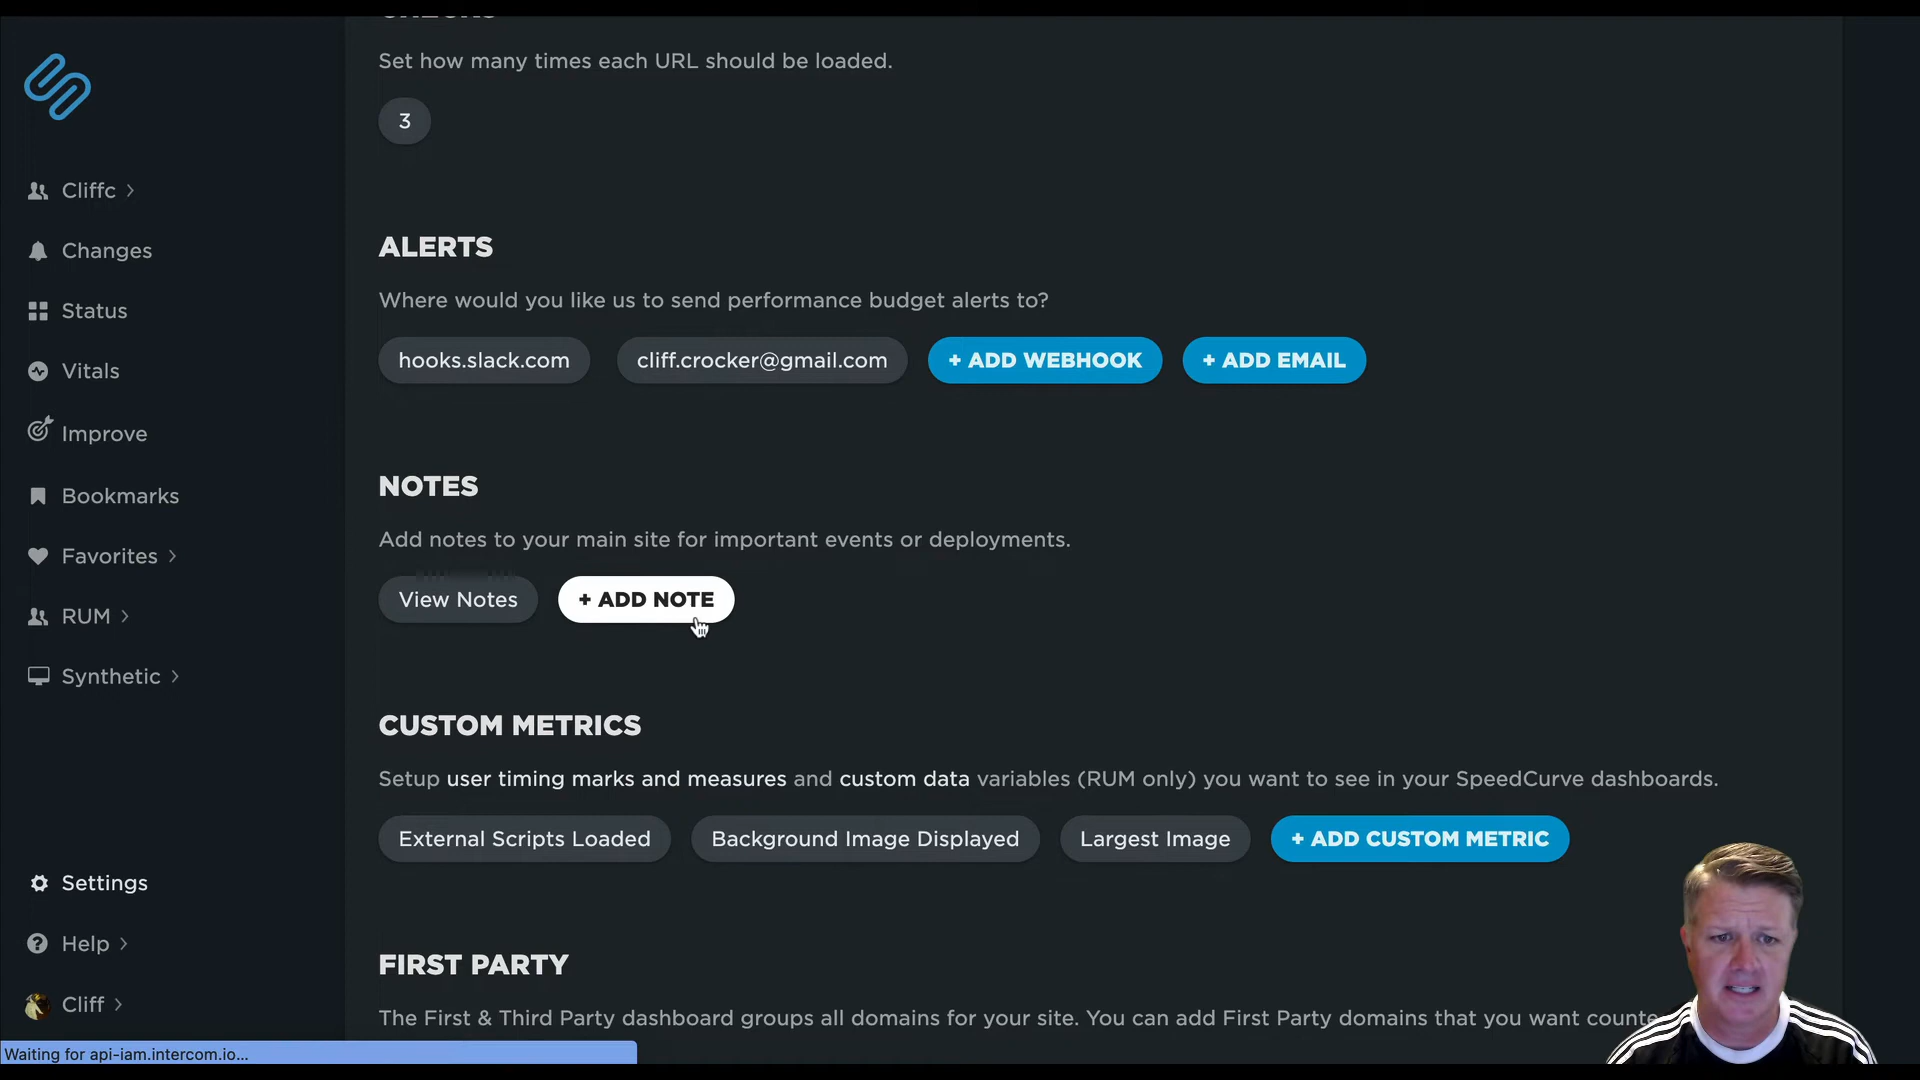 Set how many times each URL should be loaded.
3
Cliffc
Changes
Status
Vitals
Improve
Bookmarks
Favorites
RUM
Synthetic
Settings
Help
Cliff
ALERTS
Where would you like us to send performance budget alerts to?
hooks.slack.com
cliff.crocker@gmail.com
+ ADD WEBHOOK
+ ADD EMAIL
NOTES
Add notes to your main site for important events or deployments.
View Notes
+ ADD NOTE
CUSTOM METRICS
Setup user timing marks and measures and custom data variables (RUM only) you want to see in your SpeedCurve dashboards.
External Scripts Loaded
Background Image Displayed
Largest Image
+ ADD CUSTOM METRIC
FIRST PARTY
The First & Third Party dashboard groups all domains for your site. You can add First Party domains that you want counte
Waiting for api-iam.intercom.io...